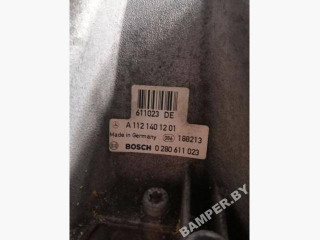 611023 DE
A 112 140 12 01
Made in Germany 188213
BOSCH 0 280 611 023
BAMPER.BY